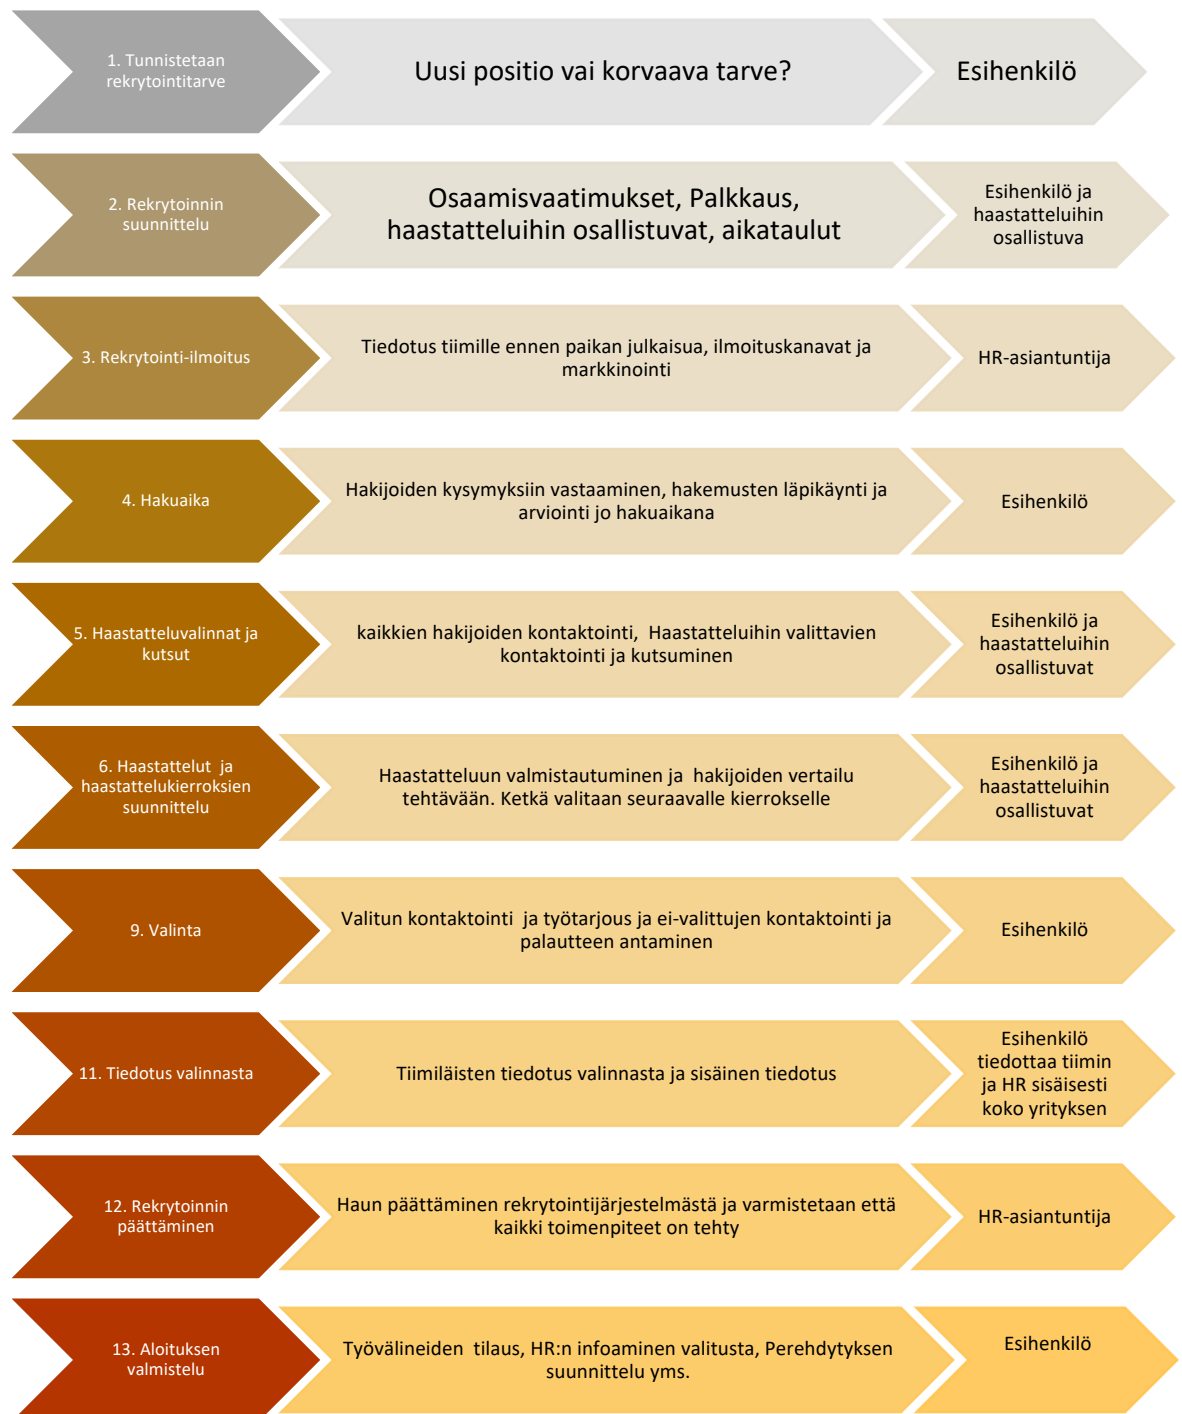 1. Tunnistetaan
rekrytointitarve
Uusi positio vai korvaava tarve?
Esihenkilö
2. Rekrytoinnin
suunnittelu
Osaamisvaatimukset, Palkkaus,
haastatteluihin osallistuvat, aikataulut
Esihenkilö ja
haastatteluihin
osallistuva
3. Rekrytointi-ilmoitus
Tiedotus tiimille ennen paikan julkaisua, ilmoituskanavat ja
markkinointi
HR-asiantuntija
4. Hakuaika
Hakijoiden kysymyksiin vastaaminen, hakemusten läpikäynti ja
arviointi jo hakuaikana
Esihenkilö
5. Haastatteluvalinnat ja
kutsut
kaikkien hakijoiden kontaktointi,  Haastatteluihin valittavien
kontaktointi ja kutsuminen
Esihenkilö ja
haastatteluihin
osallistuvat
6. Haastattelut  ja
haastattelukierroksien
suunnittelu
Haastatteluun valmistautuminen ja  hakijoiden vertailu
tehtävään. Ketkä valitaan seuraavalle kierrokselle
Esihenkilö ja
haastatteluihin
osallistuvat
9. Valinta
Valitun kontaktointi  ja työtarjous ja ei-valittujen kontaktointi ja
palautteen antaminen
Esihenkilö
11. Tiedotus valinnasta
Tiimiläisten tiedotus valinnasta ja sisäinen tiedotus
Esihenkilö
tiedottaa tiimin
ja HR sisäisesti
koko yrityksen
12. Rekrytoinnin
päättäminen
Haun päättäminen rekrytointijärjestelmästä ja varmistetaan että
kaikki toimenpiteet on tehty
HR-asiantuntija
13. Aloituksen
valmistelu
Työvälineiden  tilaus, HR:n infoaminen valitusta, Perehdytyksen
suunnittelu yms.
Esihenkilö